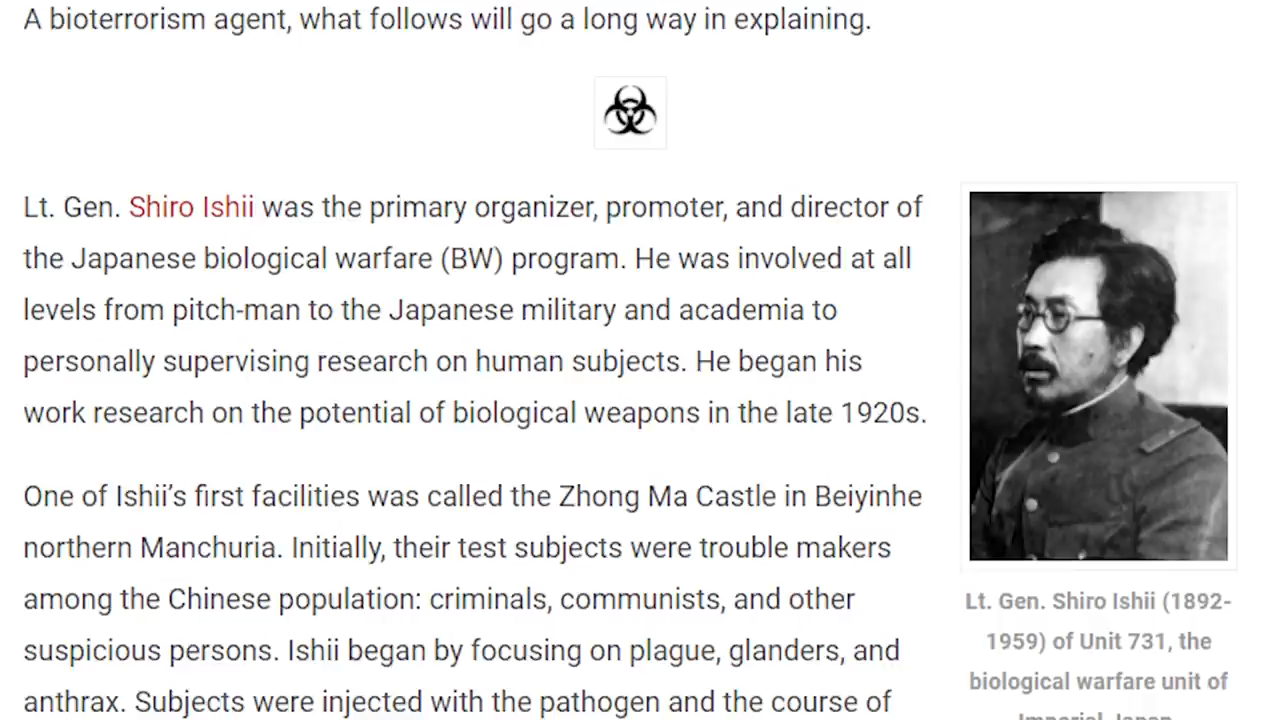 A bioterrorism agent, what follows will go a long way in explaining.
Lt. Gen. Shiro Ishii was the primary organizer, promoter, and director of
the Japanese biological warfare (BW) program. He was involved at all
levels from pitch-man to the Japanese military and academia to
personally supervising research on human subjects. He began his
work research on the potential of biological weapons in the late 1920s.
One of Ishii’s first facilities was called the Zhong Ma Castle in Beiyinhe
northern Manchuria. Initially, their test subjects were trouble makers
among the Chinese population: criminals, communists, and other
suspicious persons. Ishii began by focusing on plague, glanders, and
anthrax. Subjects were injected with the pathogen and the course of
Lt. Gen. Shiro Ishii (1892-
1959) of Unit 731, the
biological warfare unit of
Imperial Japan